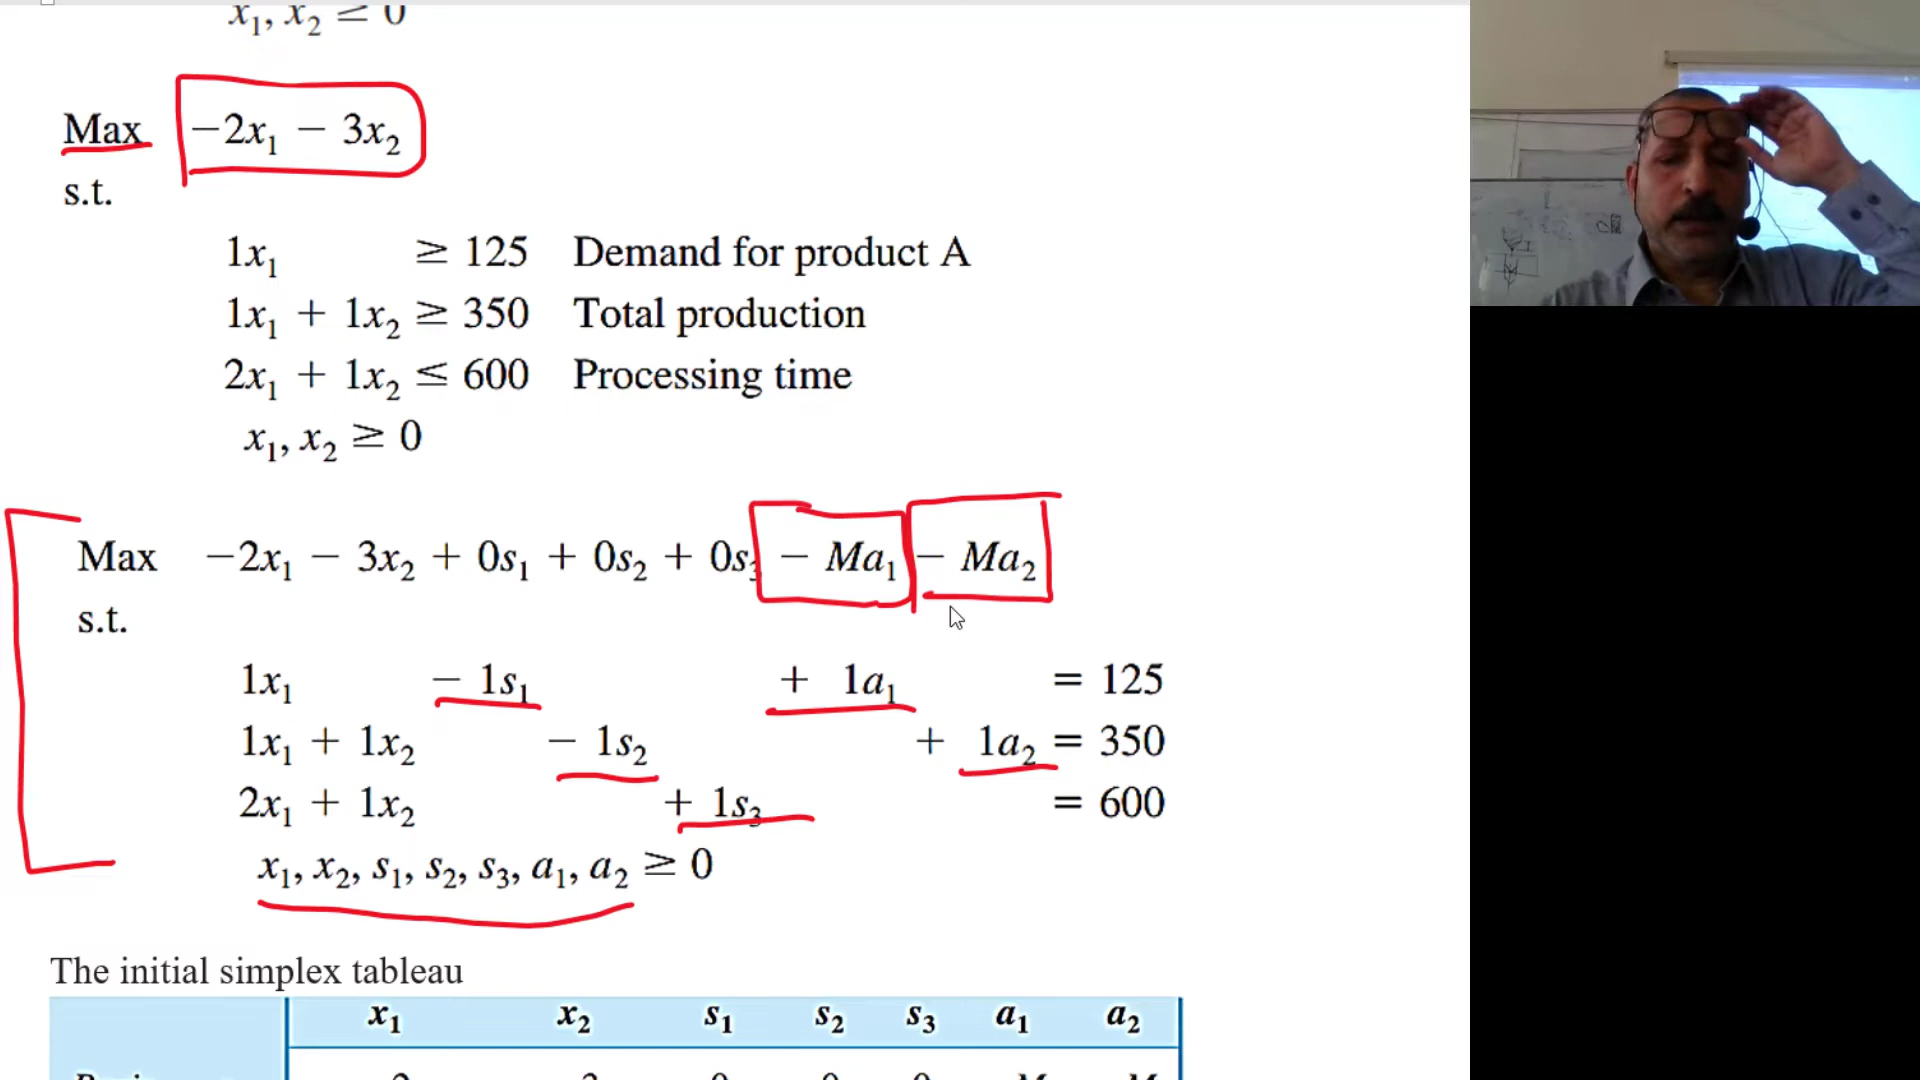 x₁, x₂ ≥ 0
Max −2x₁ − 3x₂
s.t.
1x₁ ≥ 125 Demand for product A
1x₁ + 1x₂ ≥ 350 Total production
2x₁ + 1x₂ ≤ 600 Processing time
x₁, x₂ ≥ 0
Max −2x₁ − 3x₂ + 0s₁ + 0s₂ + 0s₃ − Ma₁ − Ma₂
s.t.
1x₁ − 1s₁ + 1a₁ = 125
1x₁ + 1x₂ − 1s₂ + 1a₂ = 350
2x₁ + 1x₂ + 1s₃ = 600
x₁, x₂, s₁, s₂, s₃, a₁, a₂ ≥ 0
The initial simplex tableau
x₁ x₂ s₁ s₂ s₃ a₁ a₂